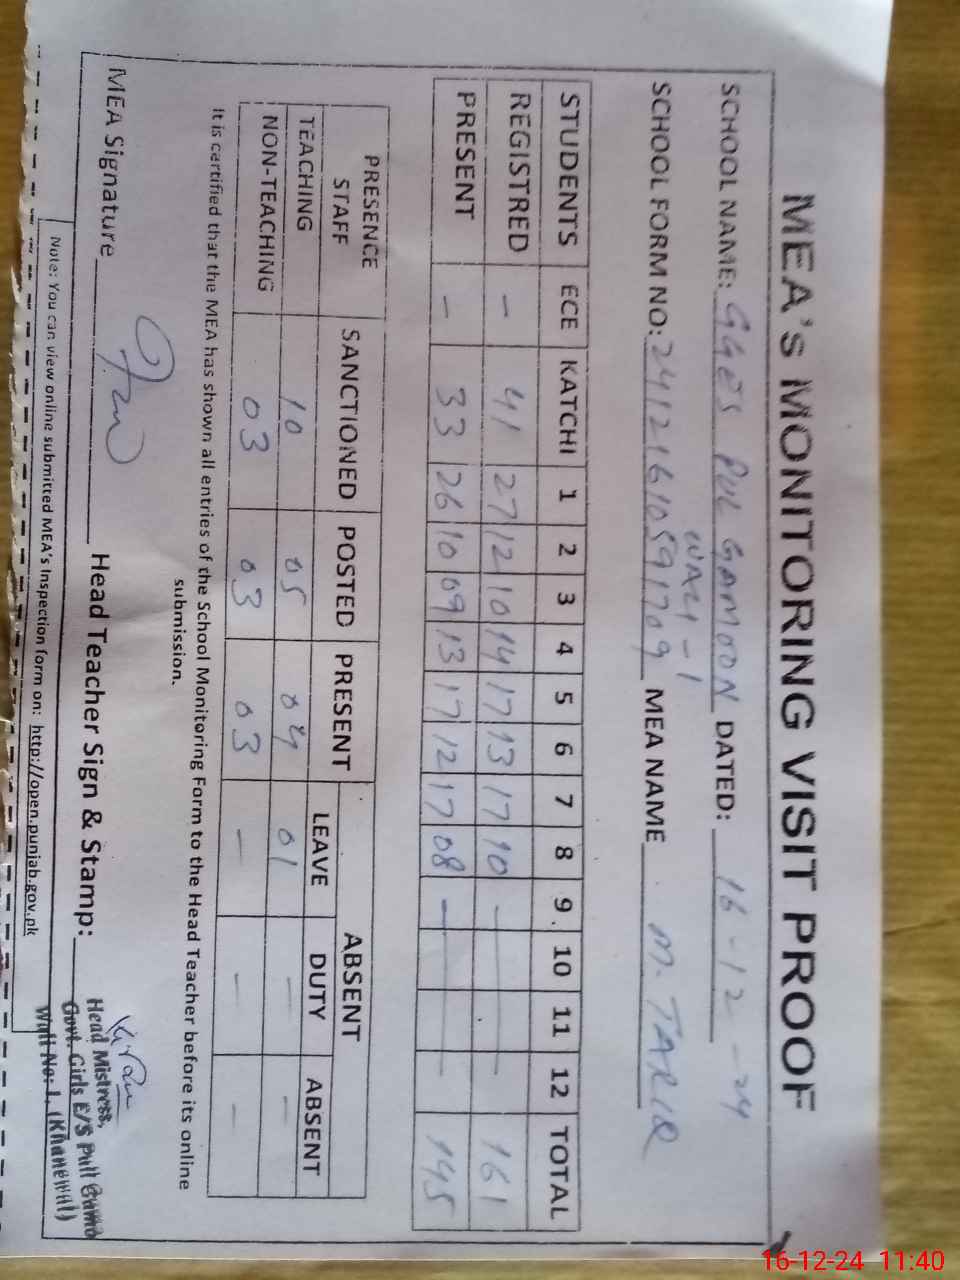 MEA'S MONITORING VISIT PROOF
SCHOOL NAME: GGES PUL GAMOON DATED: 16-12-24
WALI-1
SCHOOL FORM NO: 24121610591709 MEA NAME M. TARIQ
STUDENTS ECE KATCHI 1 2 3 4 5 6 7 8 9 10 11 12 TOTAL
REGISTRED - 41 27 12 10 14 17 13 17 10 161
PRESENT - 33 26 10 09 13 17 12 17 08 145
PRESENCE STAFF SANCTIONED POSTED PRESENT ABSENT
LEAVE DUTY ABSENT
TEACHING 10 05 04 01 - -
NON-TEACHING 03 03 03 - - -
It is certified that the MEA has shown all entries of the School Monitoring Form to the Head Teacher before its online
submission.
MEA Signature Head Teacher Sign & Stamp:
Head Mistress,
Govt. Girls E/S Pull Gamo
Wali No: 1. (Khanewal)
Note: You can view online submitted MEA's Inspection form on: http://open.punjab.gov.pk
16-12-24 11:40